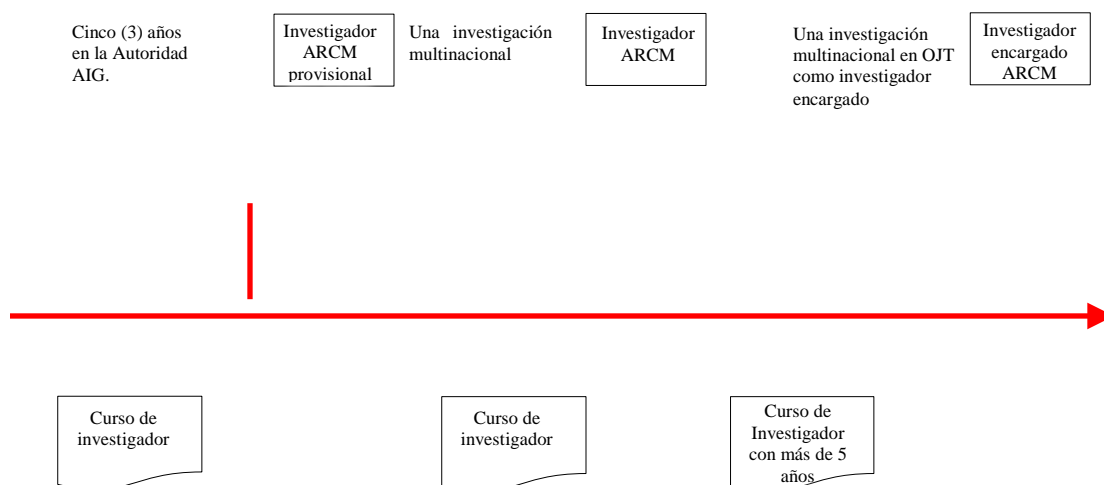 Cinco (3) años
en la Autoridad
AIG.
Investigador
ARCM
provisional
Una investigación
multinacional
Investigador
ARCM
Una investigación
multinacional en OJT
como investigador
encargado
Investigador
encargado
ARCM
Curso de
investigador
Curso de
investigador
Curso de
Investigador
con más de 5
años